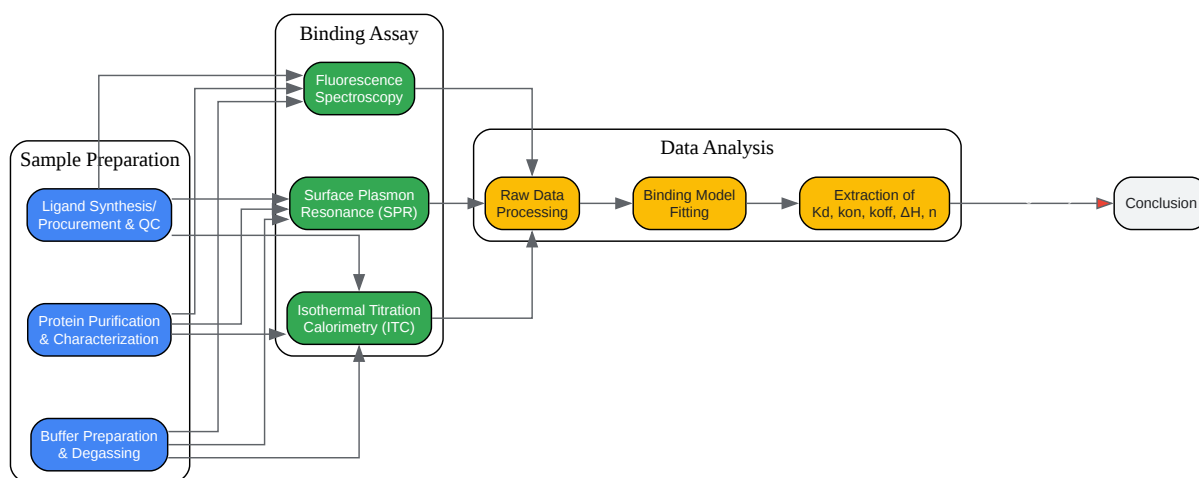 Sample Preparation
Ligand Synthesis/
Procurement & QC
Protein Purification
& Characterization
Buffer Preparation
& Degassing
Binding Assay
Fluorescence
Spectroscopy
Surface Plasmon
Resonance (SPR)
Isothermal Titration
Calorimetry (ITC)
Data Analysis
Raw Data
Processing
Binding Model
Fitting
Extraction of
Kd, kon, koff, ΔH, n
Conclusion